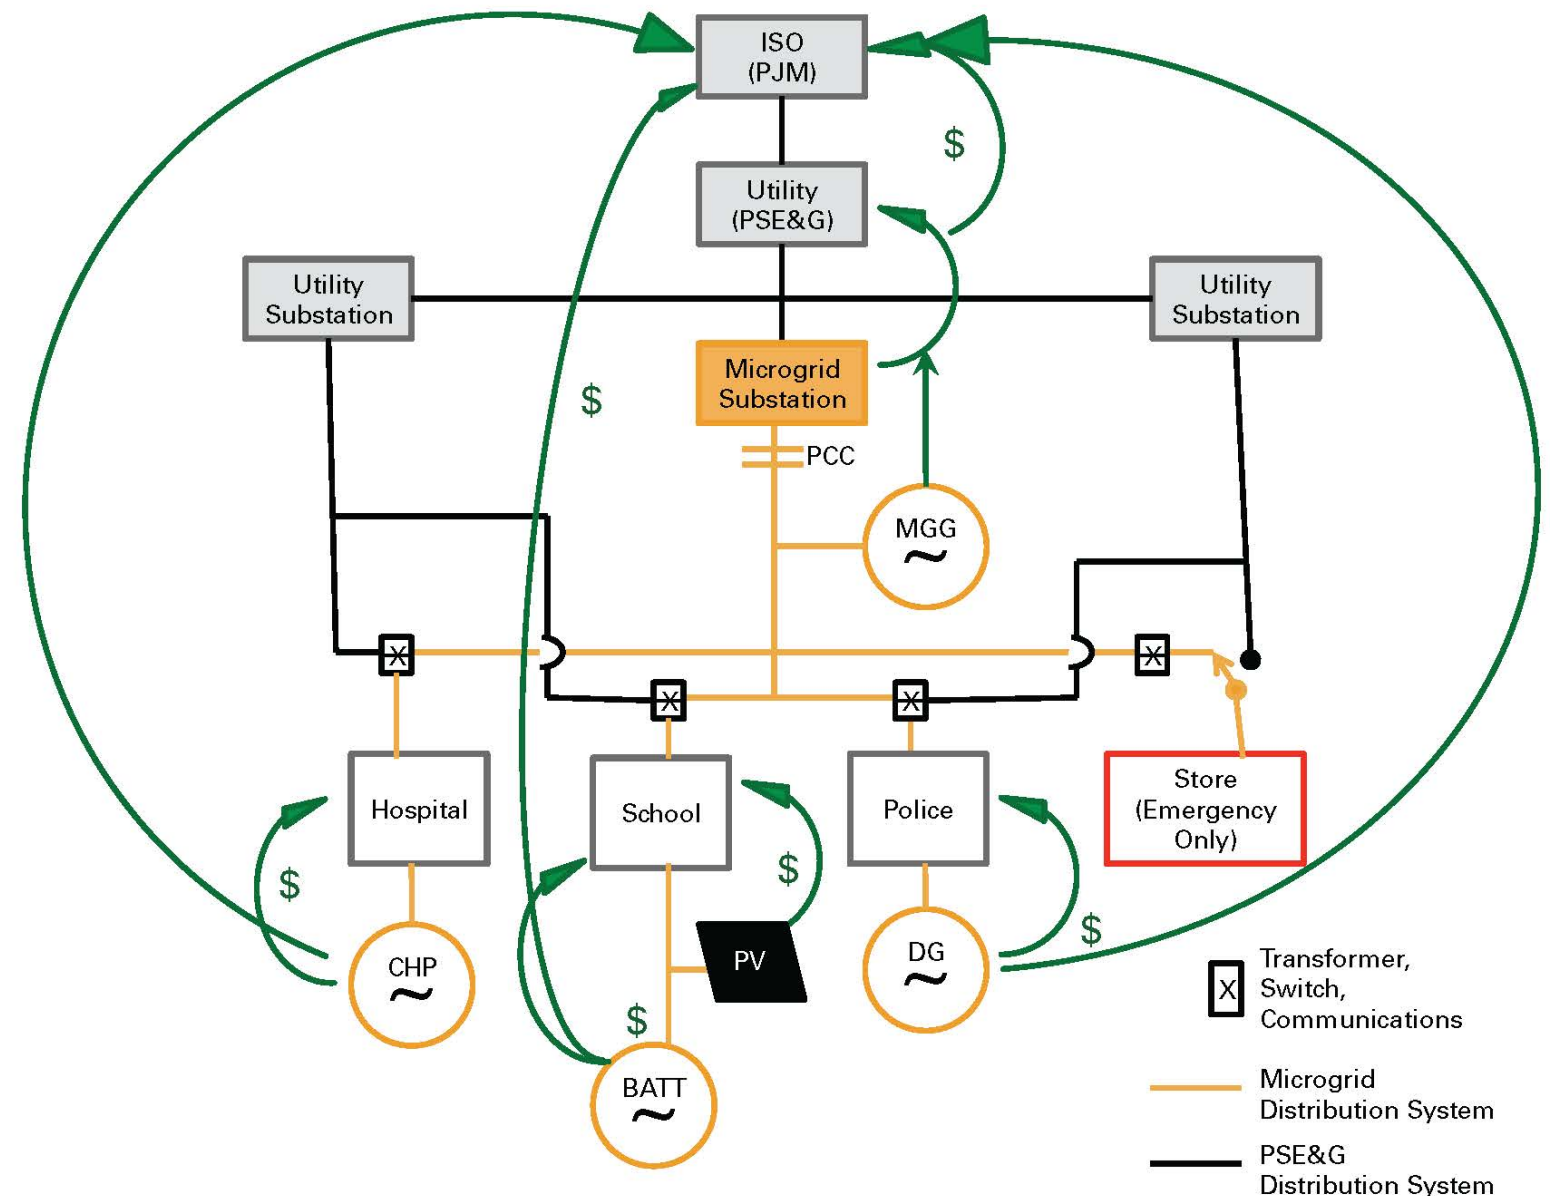 ISO
(PJM)
$
Utility
(PSE&G)
Utility
Substation
Utility
Substation
Microgrid
Substation
$
PCC
MGG
~
X
X
X
X
Hospital
School
Police
Store
(Emergency
Only)
$
$
$
CHP
~
PV
DG
~
$
BATT
~
X
Transformer,
Switch,
Communications
Microgrid
Distribution System
PSE&G
Distribution System